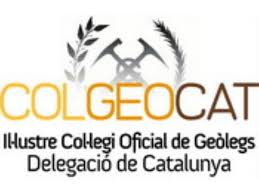 COLGEOCAT
Il·lustre Col·legi Oficial de Geòlegs
Delegació de Catalunya